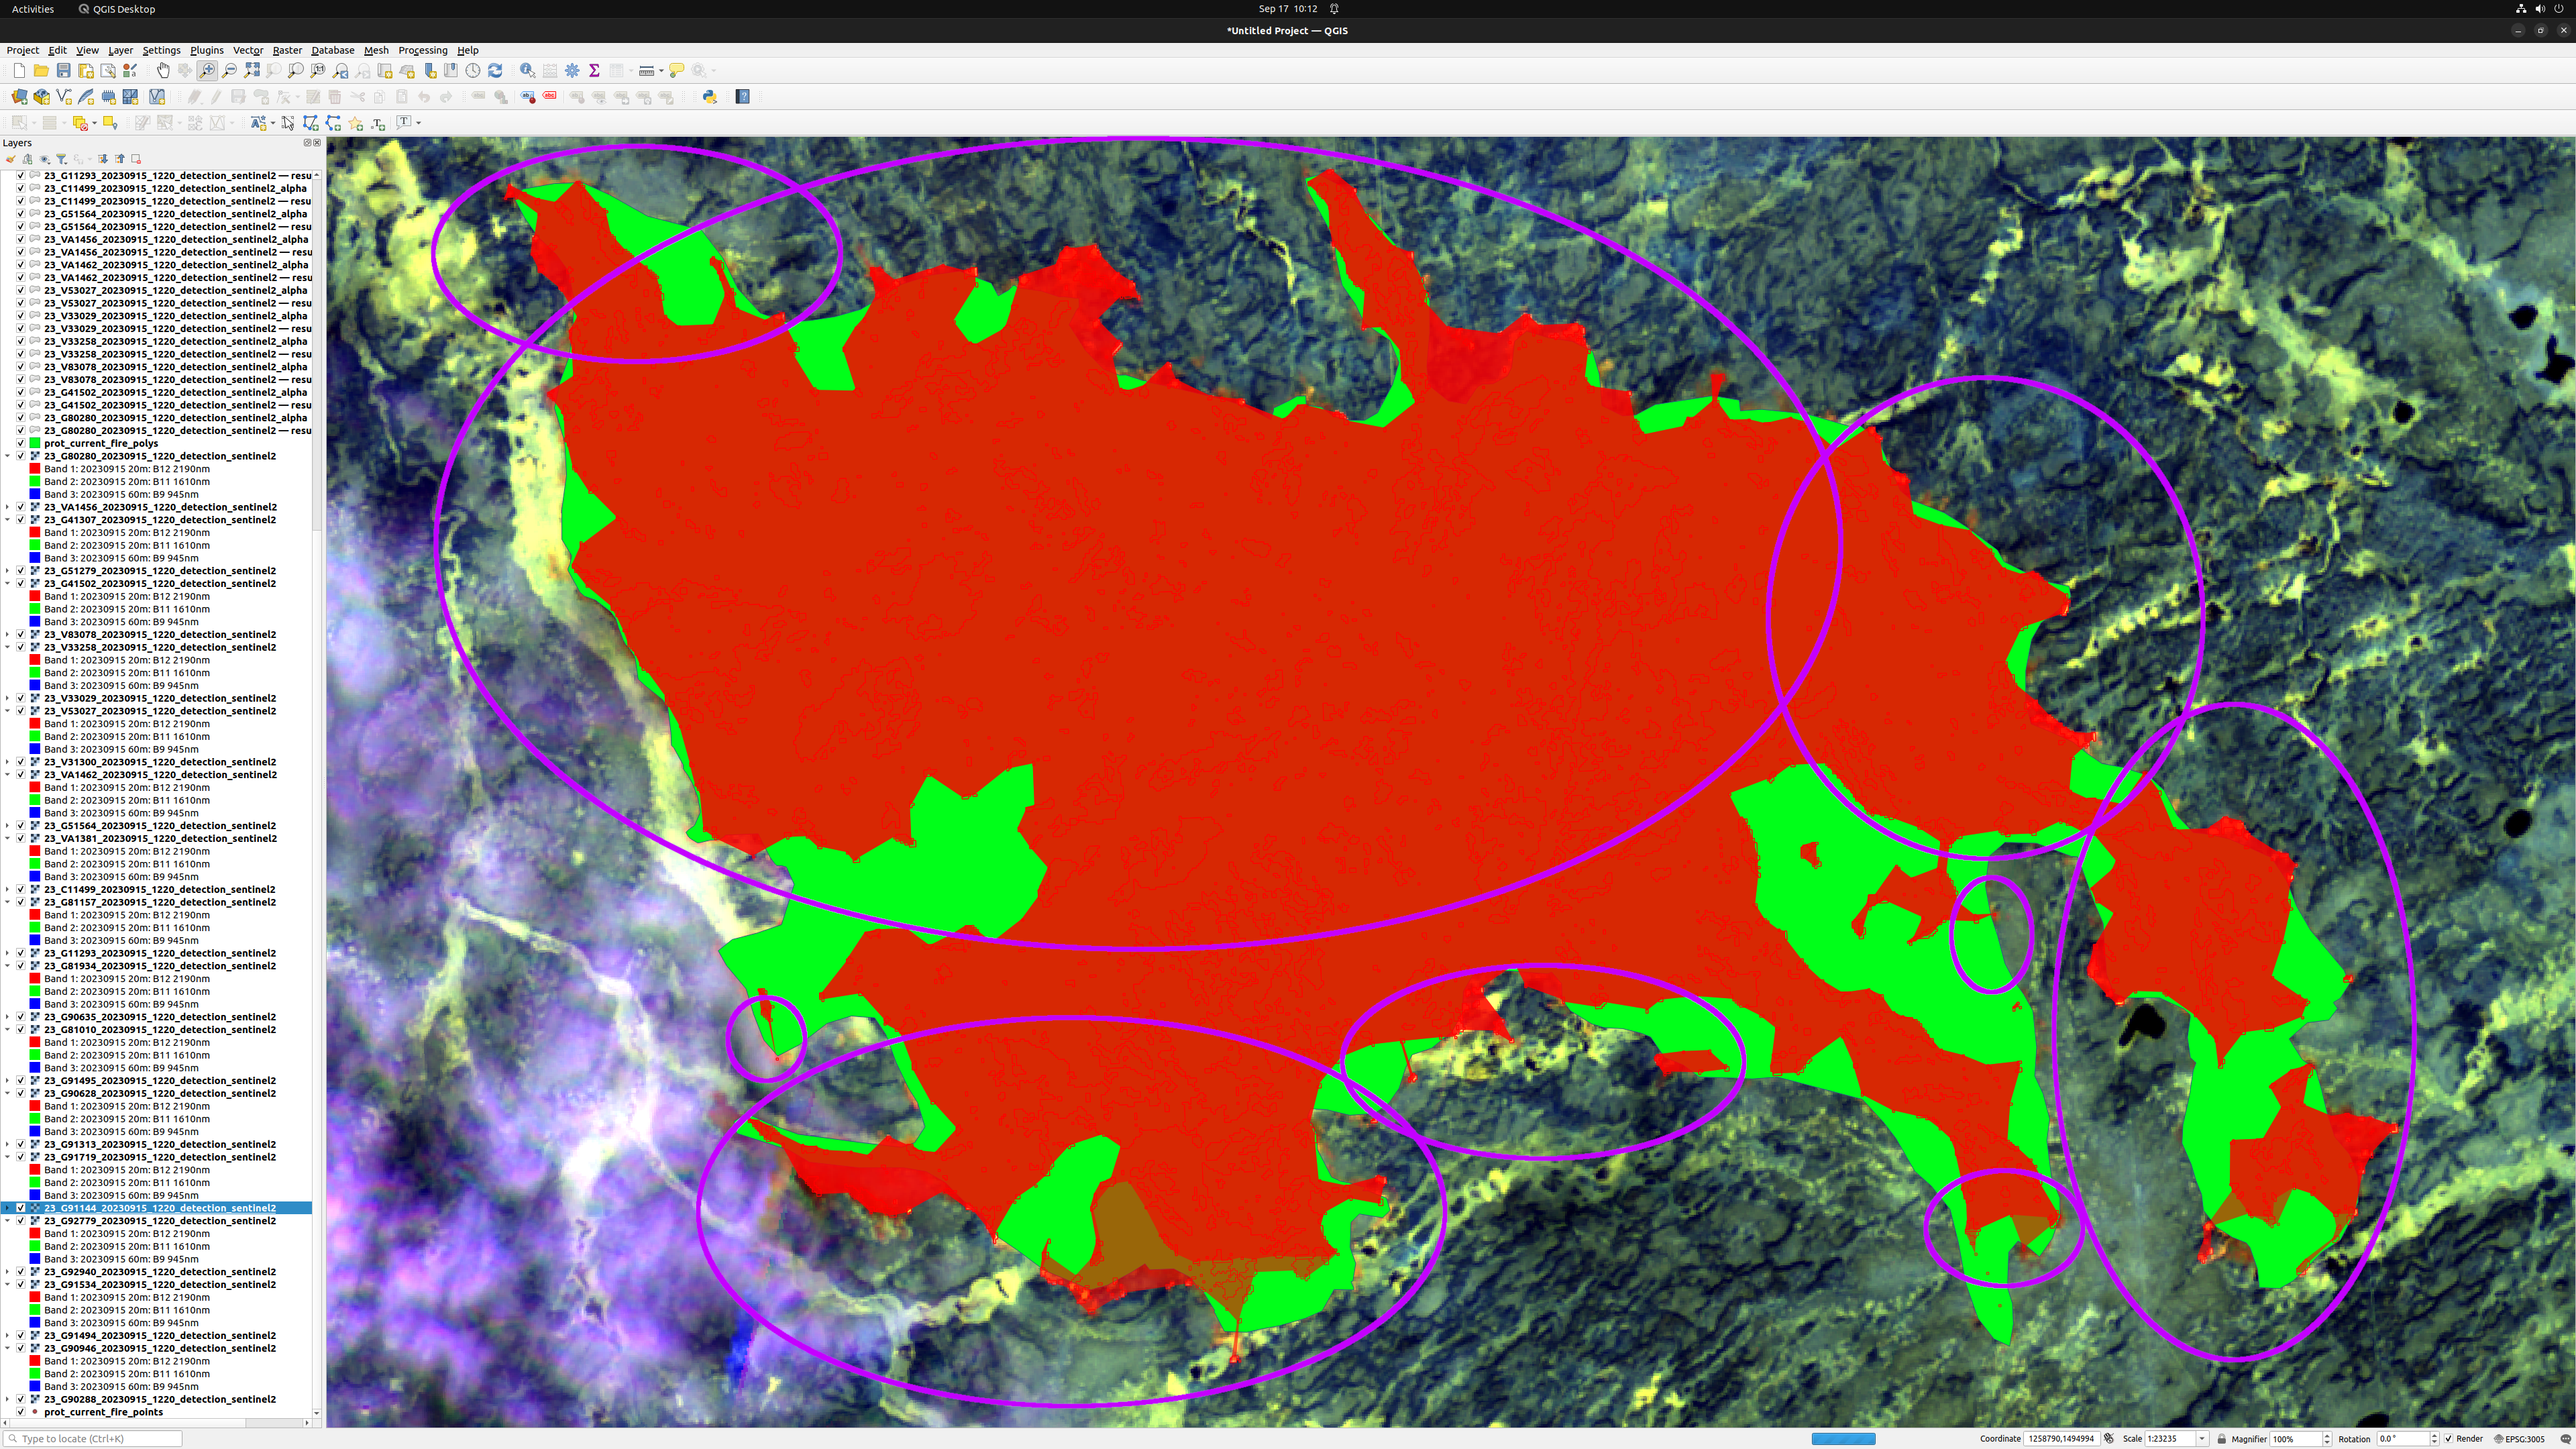 Activities QGIS Desktop Sep 17 10:12
*Untitled Project — QGIS
Project Edit View Layer Settings Plugins Vector Raster Database Mesh Processing Help
Layers
23_G11293_20230915_1220_detection_sentinel2 — resu
23_C11499_20230915_1220_detection_sentinel2_alpha
23_C11499_20230915_1220_detection_sentinel2 — resu
23_G51564_20230915_1220_detection_sentinel2_alpha
23_G51564_20230915_1220_detection_sentinel2 — resu
23_VA1456_20230915_1220_detection_sentinel2_alpha
23_VA1456_20230915_1220_detection_sentinel2 — resu
23_VA1462_20230915_1220_detection_sentinel2_alpha
23_VA1462_20230915_1220_detection_sentinel2 — resu
23_V53027_20230915_1220_detection_sentinel2_alpha
23_V53027_20230915_1220_detection_sentinel2 — resu
23_V33029_20230915_1220_detection_sentinel2_alpha
23_V33029_20230915_1220_detection_sentinel2 — resu
23_V33258_20230915_1220_detection_sentinel2_alpha
23_V33258_20230915_1220_detection_sentinel2 — resu
23_V83078_20230915_1220_detection_sentinel2_alpha
23_V83078_20230915_1220_detection_sentinel2 — resu
23_G41502_20230915_1220_detection_sentinel2_alpha
23_G41502_20230915_1220_detection_sentinel2 — resu
23_G80280_20230915_1220_detection_sentinel2_alpha
23_G80280_20230915_1220_detection_sentinel2 — resu
prot_current_fire_polys
23_G80280_20230915_1220_detection_sentinel2
Band 1: 20230915 20m: B12 2190nm
Band 2: 20230915 20m: B11 1610nm
Band 3: 20230915 60m: B9 945nm
23_VA1456_20230915_1220_detection_sentinel2
23_G41307_20230915_1220_detection_sentinel2
Band 1: 20230915 20m: B12 2190nm
Band 2: 20230915 20m: B11 1610nm
Band 3: 20230915 60m: B9 945nm
23_G51279_20230915_1220_detection_sentinel2
23_G41502_20230915_1220_detection_sentinel2
Band 1: 20230915 20m: B12 2190nm
Band 2: 20230915 20m: B11 1610nm
Band 3: 20230915 60m: B9 945nm
23_V83078_20230915_1220_detection_sentinel2
23_V33258_20230915_1220_detection_sentinel2
Band 1: 20230915 20m: B12 2190nm
Band 2: 20230915 20m: B11 1610nm
Band 3: 20230915 60m: B9 945nm
23_V33029_20230915_1220_detection_sentinel2
23_V53027_20230915_1220_detection_sentinel2
Band 1: 20230915 20m: B12 2190nm
Band 2: 20230915 20m: B11 1610nm
Band 3: 20230915 60m: B9 945nm
23_V31300_20230915_1220_detection_sentinel2
23_VA1462_20230915_1220_detection_sentinel2
Band 1: 20230915 20m: B12 2190nm
Band 2: 20230915 20m: B11 1610nm
Band 3: 20230915 60m: B9 945nm
23_G51564_20230915_1220_detection_sentinel2
23_VA1381_20230915_1220_detection_sentinel2
Band 1: 20230915 20m: B12 2190nm
Band 2: 20230915 20m: B11 1610nm
Band 3: 20230915 60m: B9 945nm
23_C11499_20230915_1220_detection_sentinel2
23_G81157_20230915_1220_detection_sentinel2
Band 1: 20230915 20m: B12 2190nm
Band 2: 20230915 20m: B11 1610nm
Band 3: 20230915 60m: B9 945nm
23_G11293_20230915_1220_detection_sentinel2
23_G81934_20230915_1220_detection_sentinel2
Band 1: 20230915 20m: B12 2190nm
Band 2: 20230915 20m: B11 1610nm
Band 3: 20230915 60m: B9 945nm
23_G90635_20230915_1220_detection_sentinel2
23_G81010_20230915_1220_detection_sentinel2
Band 1: 20230915 20m: B12 2190nm
Band 2: 20230915 20m: B11 1610nm
Band 3: 20230915 60m: B9 945nm
23_G91495_20230915_1220_detection_sentinel2
23_G90628_20230915_1220_detection_sentinel2
Band 1: 20230915 20m: B12 2190nm
Band 2: 20230915 20m: B11 1610nm
Band 3: 20230915 60m: B9 945nm
23_G91313_20230915_1220_detection_sentinel2
23_G91719_20230915_1220_detection_sentinel2
Band 1: 20230915 20m: B12 2190nm
Band 2: 20230915 20m: B11 1610nm
Band 3: 20230915 60m: B9 945nm
23_G91144_20230915_1220_detection_sentinel2
23_G92779_20230915_1220_detection_sentinel2
Band 1: 20230915 20m: B12 2190nm
Band 2: 20230915 20m: B11 1610nm
Band 3: 20230915 60m: B9 945nm
23_G92940_20230915_1220_detection_sentinel2
23_G91534_20230915_1220_detection_sentinel2
Band 1: 20230915 20m: B12 2190nm
Band 2: 20230915 20m: B11 1610nm
Band 3: 20230915 60m: B9 945nm
23_G91494_20230915_1220_detection_sentinel2
23_G90946_20230915_1220_detection_sentinel2
Band 1: 20230915 20m: B12 2190nm
Band 2: 20230915 20m: B11 1610nm
Band 3: 20230915 60m: B9 945nm
23_G90288_20230915_1220_detection_sentinel2
prot_current_fire_points
Type to locate (Ctrl+K) Coordinate 1258790,1494994 Scale 1:23235 Magnifier 100% Rotation 0.0 ° Render EPSG:3005